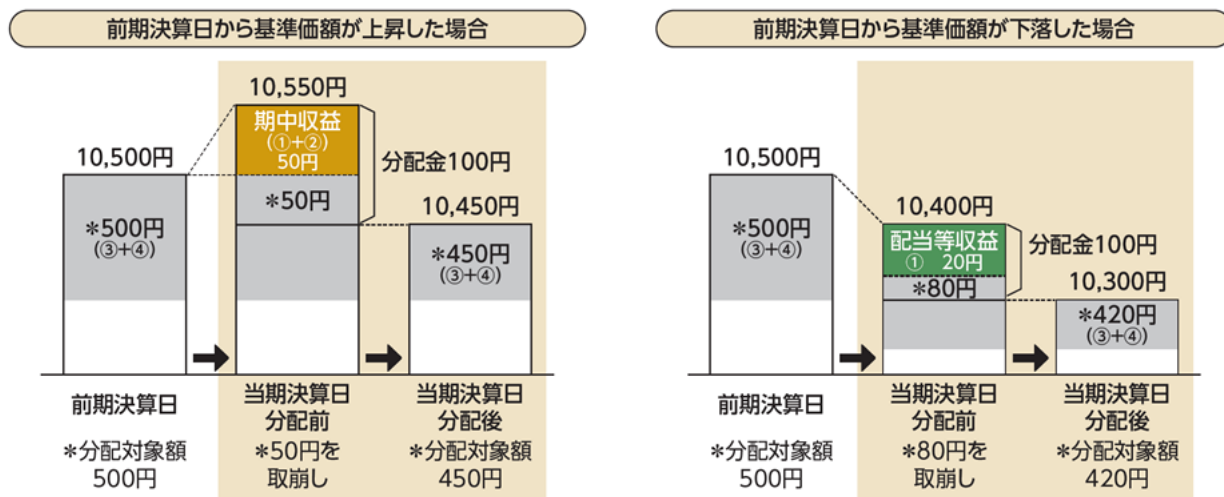 前期決算日から基準価額が上昇した場合
10,550円
期中収益
(①+②)
50円
10,500円
分配金100円
*50円
10,450円
*500円
(③+④)
*450円
(③+④)
前期決算日
当期決算日
分配前
当期決算日
分配後
*分配対象額
500円
*50円を
取崩し
*分配対象額
450円
前期決算日から基準価額が下落した場合
10,500円
10,400円
*500円
(③+④)
配当等収益
① 20円
分配金100円
*80円
10,300円
*420円
(③+④)
前期決算日
当期決算日
分配前
当期決算日
分配後
*分配対象額
500円
*80円を
取崩し
*分配対象額
420円